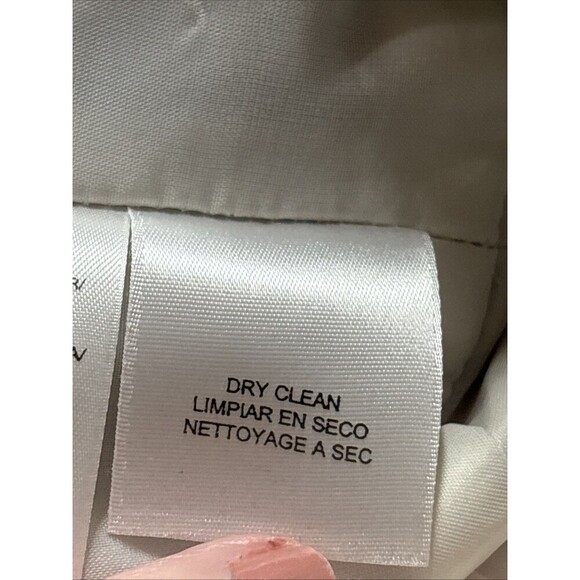 DRY CLEAN
LIMPIAR EN SECO
NETTOYAGE A SEC